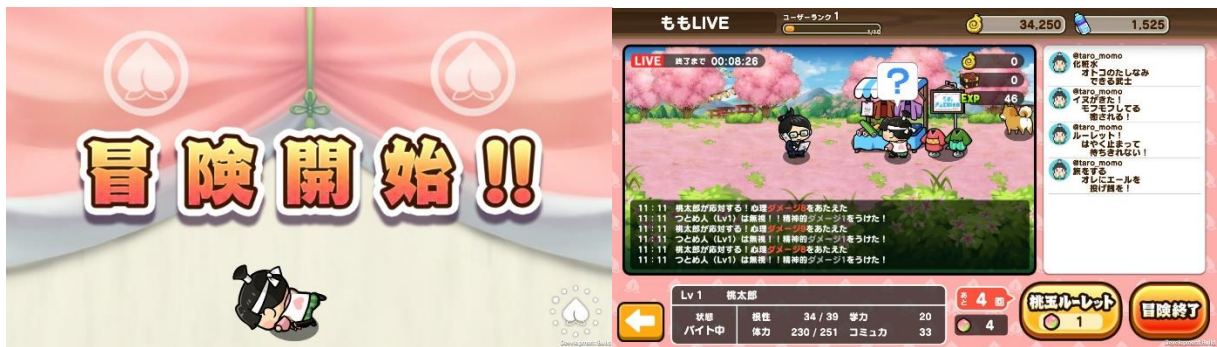 冒険開始!!
Development Build
ももLIVE
ユーザーランク 1
34,250
1,525
LIVE 終了まで 00:08:26
0
0
EXP 46
?
@taro_momo
化粧水
オトコのたしなみ
できる武士
@taro_momo
イヌがきた!
モフモフしてる
癒される!
@taro_momo
ルーレット!
はやく止まって
待ちきれない!
@taro_momo
旅をする
オレにエールを
投げ銭を!
11:11 桃太郎が応対する!心理ダメージ8をあたえた
11:11 つとめ人(Lv1)は無視!!精神的ダメージ1をうけた!
11:11 桃太郎が応対する!心理ダメージ8をあたえた
11:11 つとめ人(Lv1)は無視!!精神的ダメージ1をうけた!
11:11 桃太郎が応対する!心理ダメージ8をあたえた
11:11 つとめ人(Lv1)は無視!!精神的ダメージ1をうけた!
Lv 1 桃太郎
状態
バイト中
根性 34 / 39 学力 20
体力 230 / 251 コミュ力 33
あと 4 回
4
桃玉ルーレット
1
冒険終了
Development Build